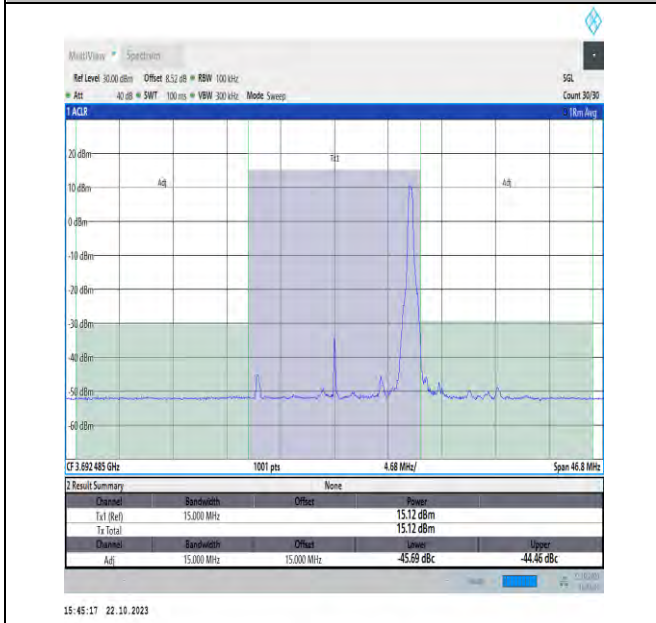 MultiView Spectrum
Ref Level 30.00 dBm Offset 8.52 dB RBW 100 kHz SGL
Att 40 dB SWT 100 ms VBW 300 kHz Mode Sweep Count 30/30
1 ACLR 1Rm Avg
Tx1
20 dBm
Adj Adj
10 dBm
0 dBm
-10 dBm
-20 dBm
-30 dBm
-40 dBm
-50 dBm
-60 dBm
CF 3.692 485 GHz 1001 pts 4.68 MHz/ Span 46.8 MHz
2 Result Summary None
Channel Bandwidth Offset Power
Tx1 (Ref) 15.000 MHz 15.12 dBm
Tx Total 15.12 dBm
Channel Bandwidth Offset Lower Upper
Adj 15.000 MHz 15.000 MHz -45.69 dBc -44.46 dBc
15:45:17 22.10.2023